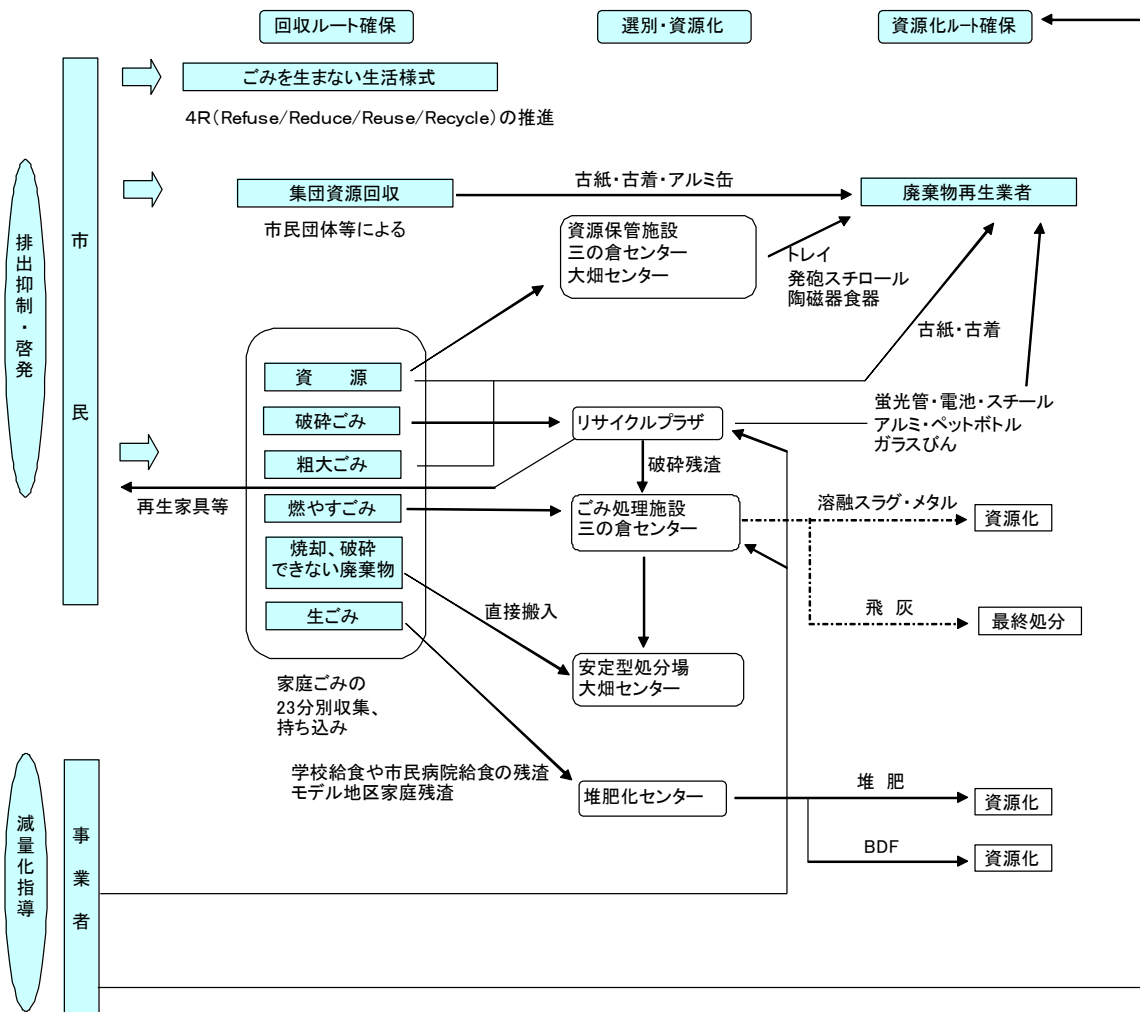 回収ルート確保
選別・資源化
資源化ルート確保
ごみを生まない生活様式
4R(Refuse/Reduce/Reuse/Recycle)の推進
排出抑制・啓発
市民
集団資源回収
市民団体等による
古紙・古着・アルミ缶
廃棄物再生業者
資源保管施設
三の倉センター
大畑センター
トレイ
発砲スチロール
陶磁器食器
古紙・古着
資　源
破砕ごみ
リサイクルプラザ
蛍光管・電池・スチール
アルミ・ペットボトル
ガラスびん
粗大ごみ
破砕残渣
再生家具等
燃やすごみ
ごみ処理施設
三の倉センター
溶融スラグ・メタル
資源化
焼却、破砕
できない廃棄物
生ごみ
直接搬入
飛 灰
最終処分
安定型処分場
大畑センター
家庭ごみの
23分別収集、
持ち込み
学校給食や市民病院給食の残渣
モデル地区家庭残渣
堆肥化センター
堆 肥
資源化
BDF
資源化
減量化指導
事業者